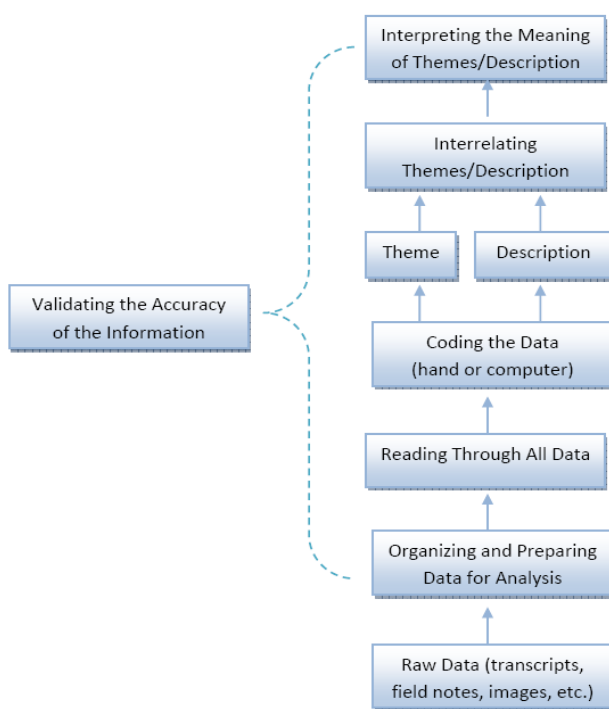 Interpreting the Meaning
of Themes/Description
Interrelating
Themes/Description
Theme
Description
Validating the Accuracy
of the Information
Coding the Data
(hand or computer)
Reading Through All Data
Organizing and Preparing
Data for Analysis
Raw Data (transcripts,
field notes, images, etc.)